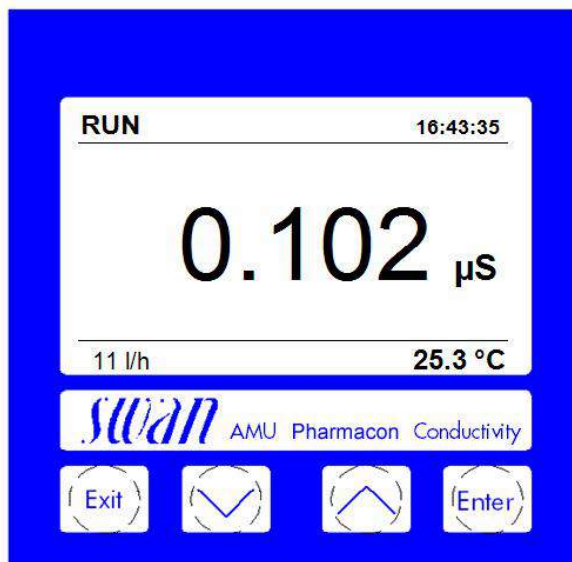 RUN 16:43:35
0.102 µS
11 l/h 25.3 °C
swan AMU Pharmacon Conductivity
Exit Enter